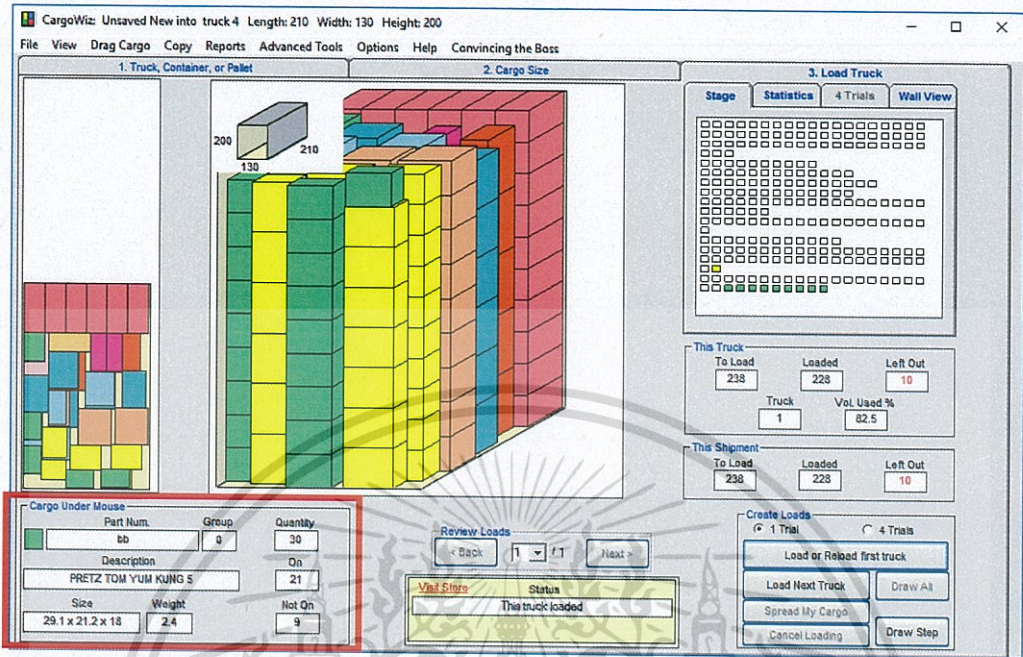 CargoWiz: Unsaved New into truck 4 Length: 210 Width: 130 Height: 200
File View Drag Cargo Copy Reports Advanced Tools Options Help Convincing the Boss
1. Truck, Container, or Pallet
2. Cargo Size
3. Load Truck
Stage Statistics 4 Trials Wall View
200
210
130
This Truck
To Load Loaded Left Out
238 228 10
Truck Vol. Used %
1 82.5
This Shipment
To Load Loaded Left Out
238 228 10
Cargo Under Mouse
Part Num. Group Quantity
bb 0 30
Description On
PRETZ TOM YUM KUNG 5 21
Size Weight Not On
29.1 x 21.2 x 18 2.4 9
Review Loads
< Back 1 / 1 Next >
Visit Store Status
This truck loaded
Create Loads
1 Trial 4 Trials
Load or Reload first truck
Load Next Truck Draw All
Spread My Cargo
Cancel Loading Draw Step